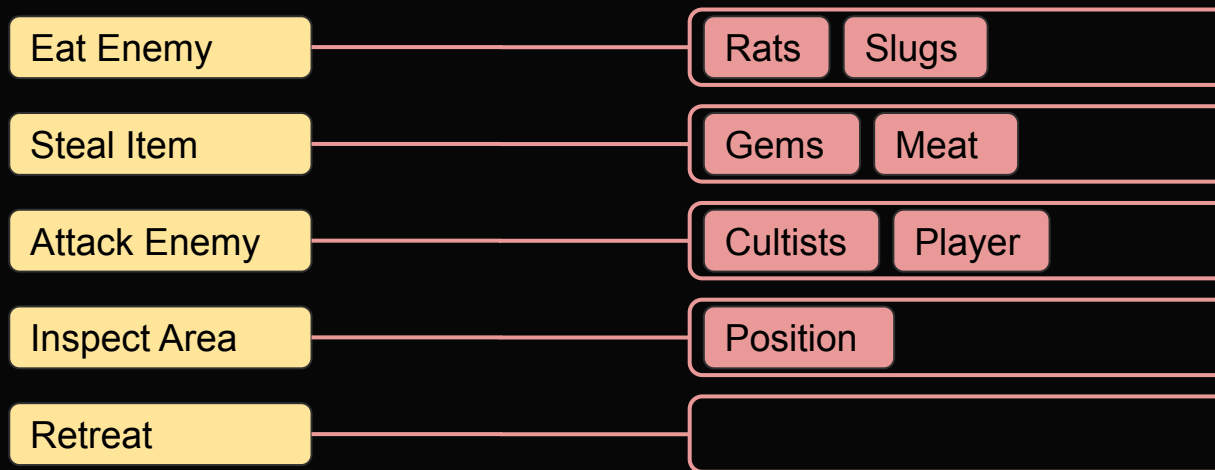 Eat Enemy Rats Slugs
Steal Item Gems Meat
Attack Enemy Cultists Player
Inspect Area Position
Retreat